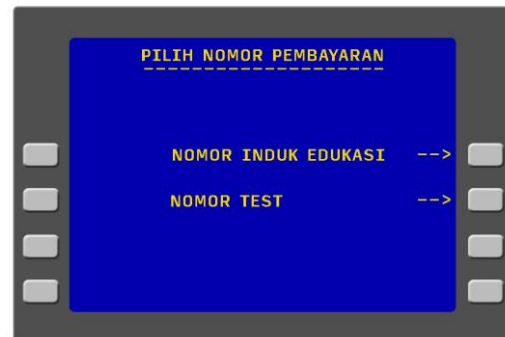 PILIH NOMOR PEMBAYARAN
--------------------
NOMOR INDUK EDUKASI -->
NOMOR TEST -->